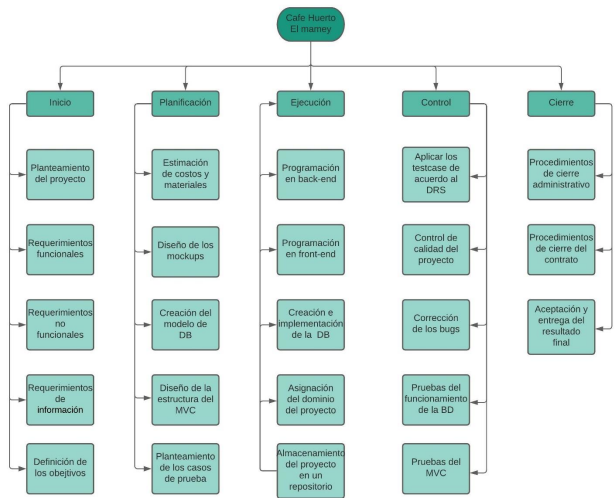 Cafe Huerto
El mamey
Inicio
Planificación
Ejecución
Control
Cierre
Planteamiento
del proyecto
Requerimientos
funcionales
Requerimientos
no
funcionales
Requerimientos
de
información
Definición de
los obejtivos
Estimación
de costos y
materiales
Diseño de los
mockups
Creación del
modelo de
DB
Diseño de la
estructura del
MVC
Planteamiento
de los casos
de prueba
Programación
en back-end
Programación
en front-end
Creación e
implementación
de la DB
Asignación
del dominio
del proyecto
Almacenamiento
del proyecto
en un
repositorio
Aplicar los
testcase de
acuerdo al
DRS
Control de
calidad del
proyecto
Corrección
de los bugs
Pruebas del
funcionamiento
de la BD
Pruebas del
MVC
Procedimientos
de cierre
administrativo
Procedimientos
de cierre del
contrato
Aceptación y
entrega del
resultado
final